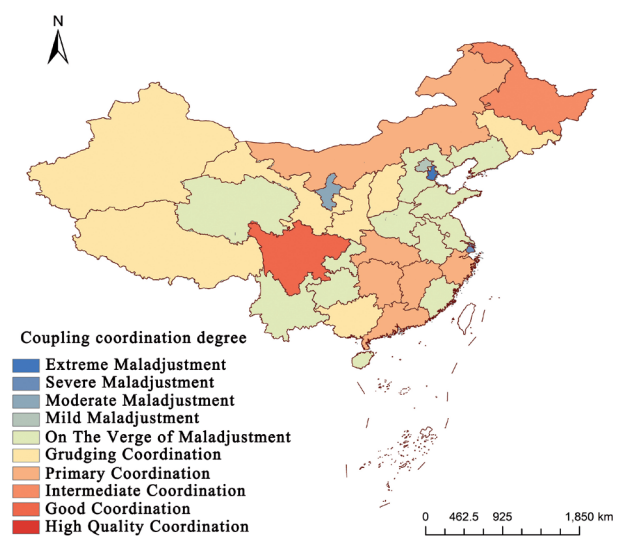 N
Coupling coordination degree
Extreme Maladjustment
Severe Maladjustment
Moderate Maladjustment
Mild Maladjustment
On The Verge of Maladjustment
Grudging Coordination
Primary Coordination
Intermediate Coordination
Good Coordination
High Quality Coordination
0 462.5 925 1,850 km